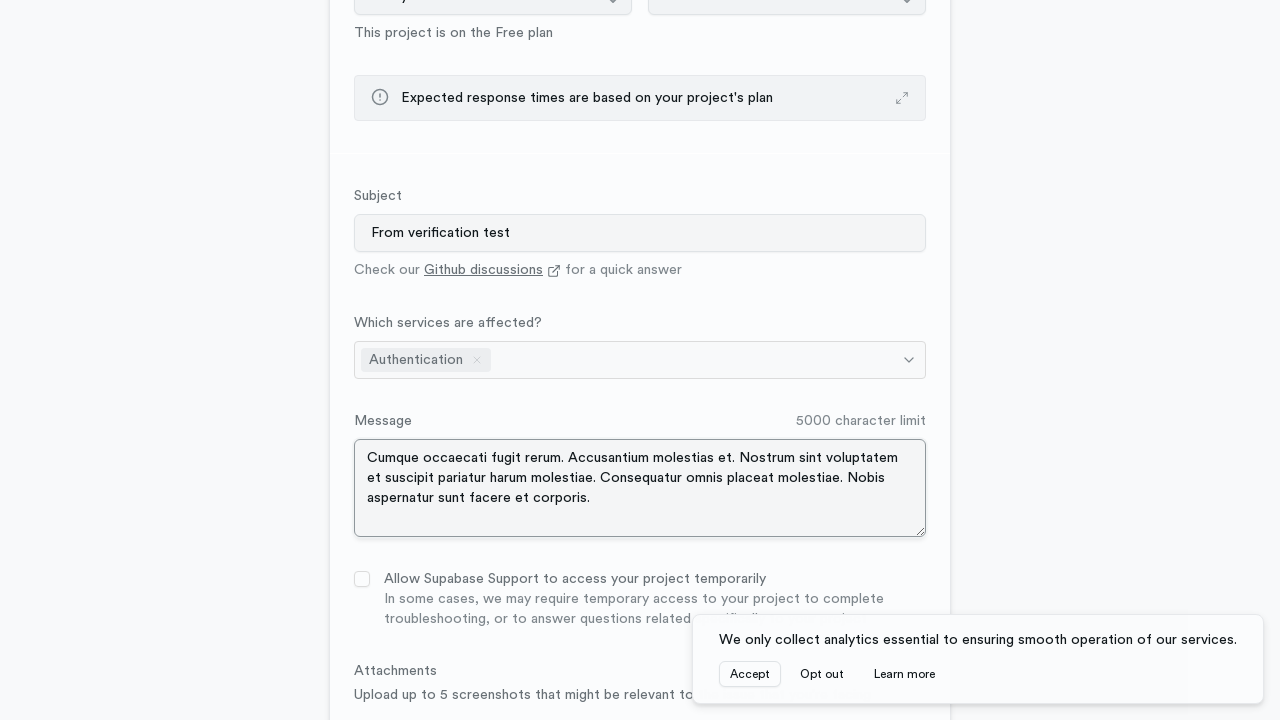 This project is on the Free plan
Expected response times are based on your project's plan
Subject
From verification test
Check our Github discussions for a quick answer
Which services are affected?
Authentication
Message
5000 character limit
Cumque occaecati fugit rerum. Accusantium molestias et. Nostrum sint voluptatem
et suscipit pariatur harum molestiae. Consequatur omnis placeat molestiae. Nobis
aspernatur sunt facere et corporis.
Allow Supabase Support to access your project temporarily
In some cases, we may require temporary access to your project to complete
troubleshooting, or to answer questions related
We only collect analytics essential to ensuring smooth operation of our services.
Accept
Opt out
Learn more
Attachments
Upload up to 5 screenshots that might be relevant to